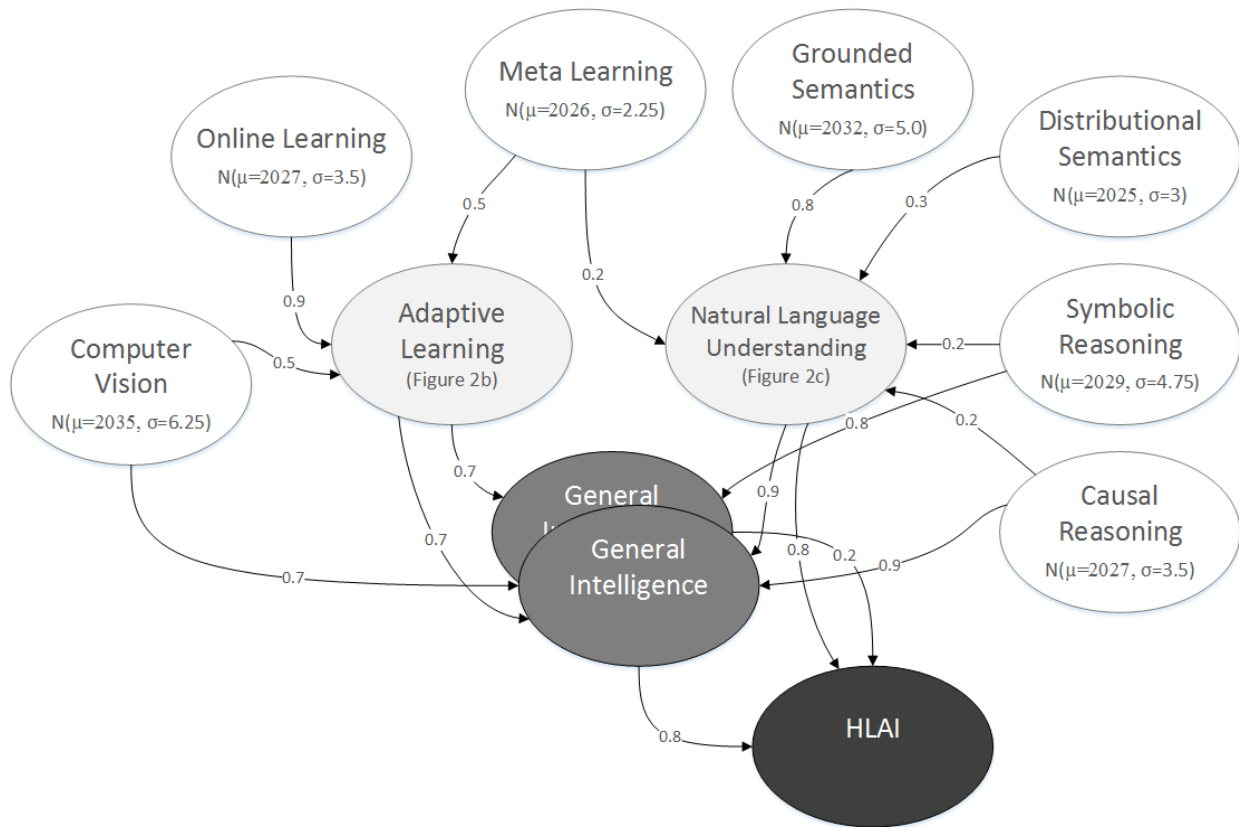 Meta Learning
N(μ=2026, σ=2.25)
Grounded
Semantics
N(μ=2032, σ=5.0)
Online Learning
N(μ=2027, σ=3.5)
Distributional
Semantics
N(μ=2025, σ=3)
0.5
0.8
0.3
0.2
0.9
Adaptive
Learning
(Figure 2b)
Natural Language
Understanding
(Figure 2c)
Symbolic
Reasoning
N(μ=2029, σ=4.75)
0.2
Computer
Vision
N(μ=2035, σ=6.25)
0.5
0.8
0.2
0.7
0.9
General
General
Intelligence
Causal
Reasoning
N(μ=2027, σ=3.5)
0.7
0.8
0.2
0.9
0.7
HLAI
0.8